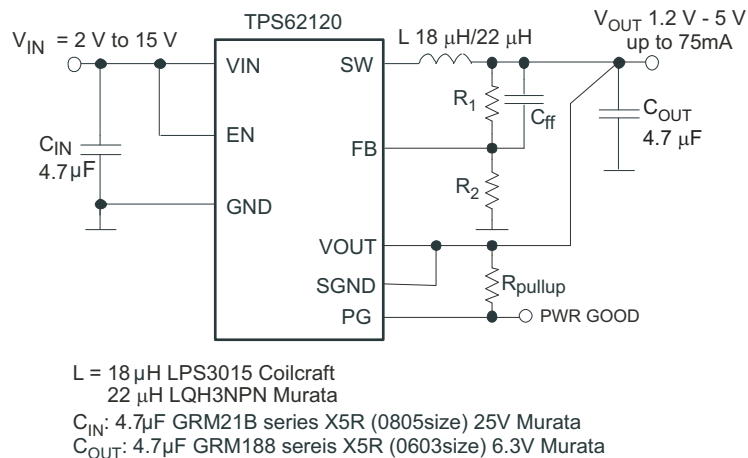 TPS62120
V_IN = 2 V to 15 V
L 18 μH/22 μH
V_OUT 1.2 V - 5 V
up to 75mA
VIN
SW
R_1
C_ff
C_OUT
4.7 μF
C_IN
4.7μF
EN
FB
R_2
GND
VOUT
SGND
R_pullup
PG
PWR GOOD
L = 18μH LPS3015 Coilcraft
22 μH LQH3NPN Murata
C_IN: 4.7μF GRM21B series X5R (0805size) 25V Murata
C_OUT: 4.7μF GRM188 sereis X5R (0603size) 6.3V Murata